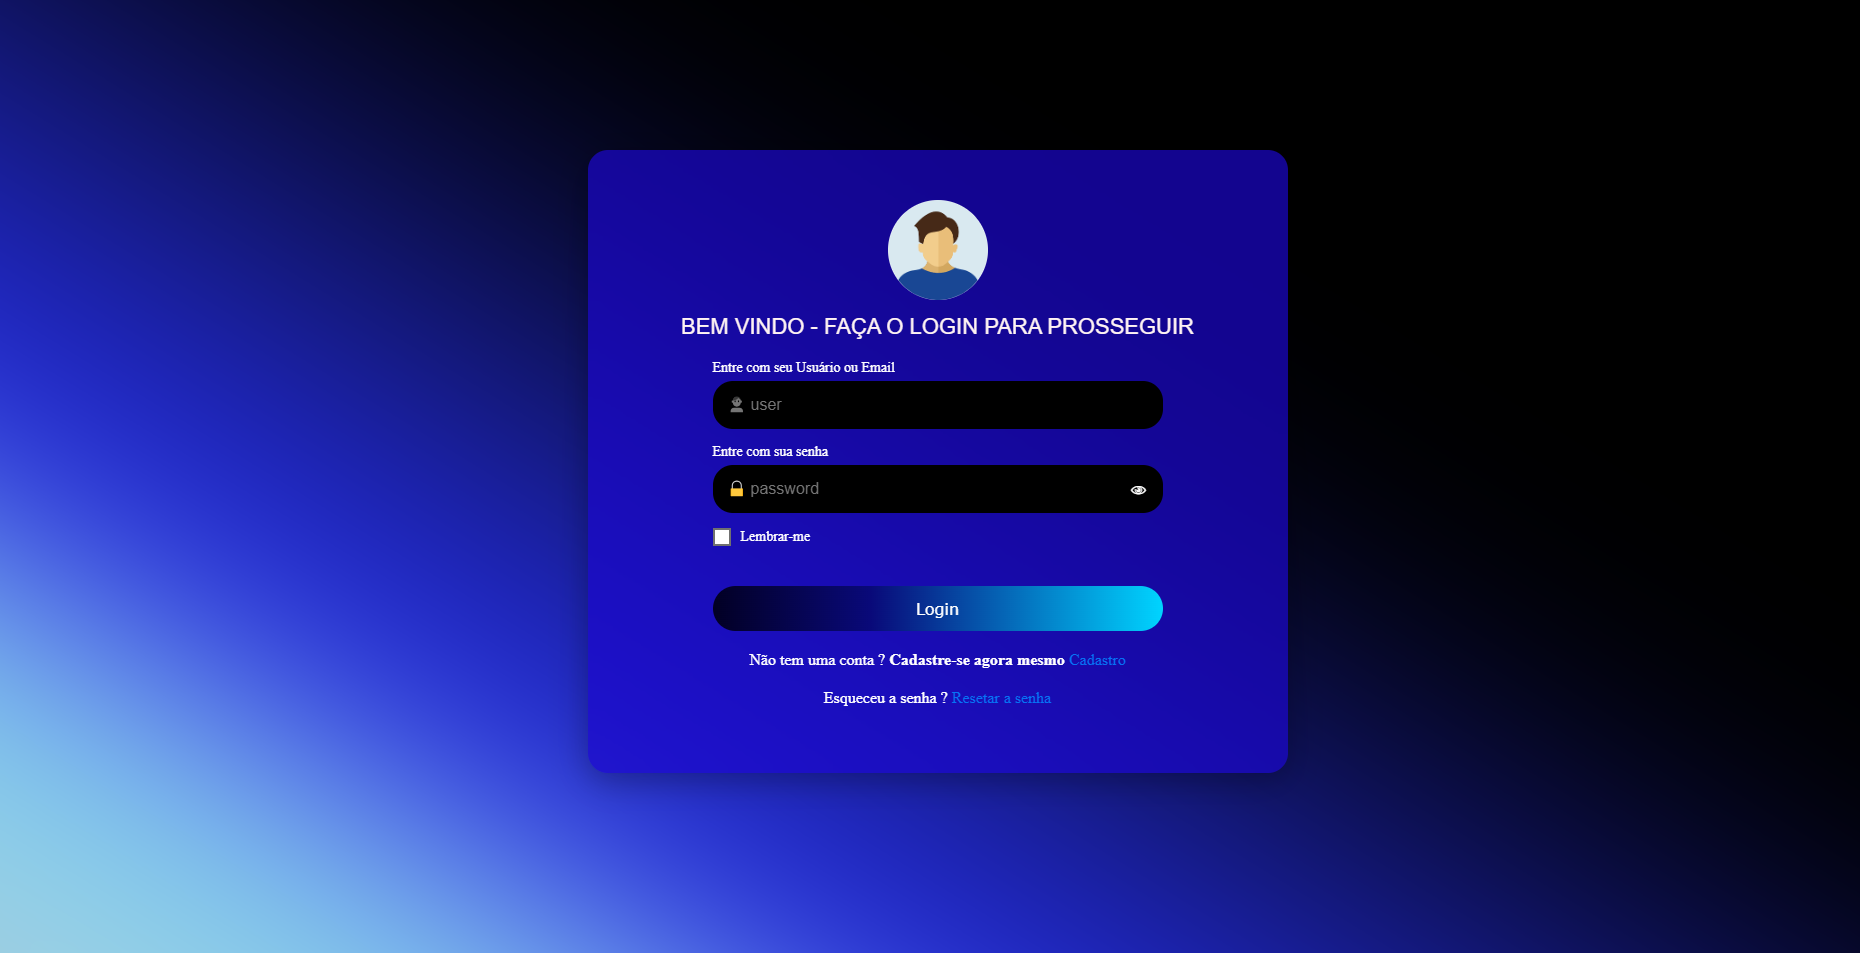 BEM VINDO - FAÇA O LOGIN PARA PROSSEGUIR
Entre com seu Usuário ou Email
user
Entre com sua senha
password
Lembrar-me
Login
Não tem uma conta ? Cadastre-se agora mesmo Cadastro
Esqueceu a senha ? Resetar a senha